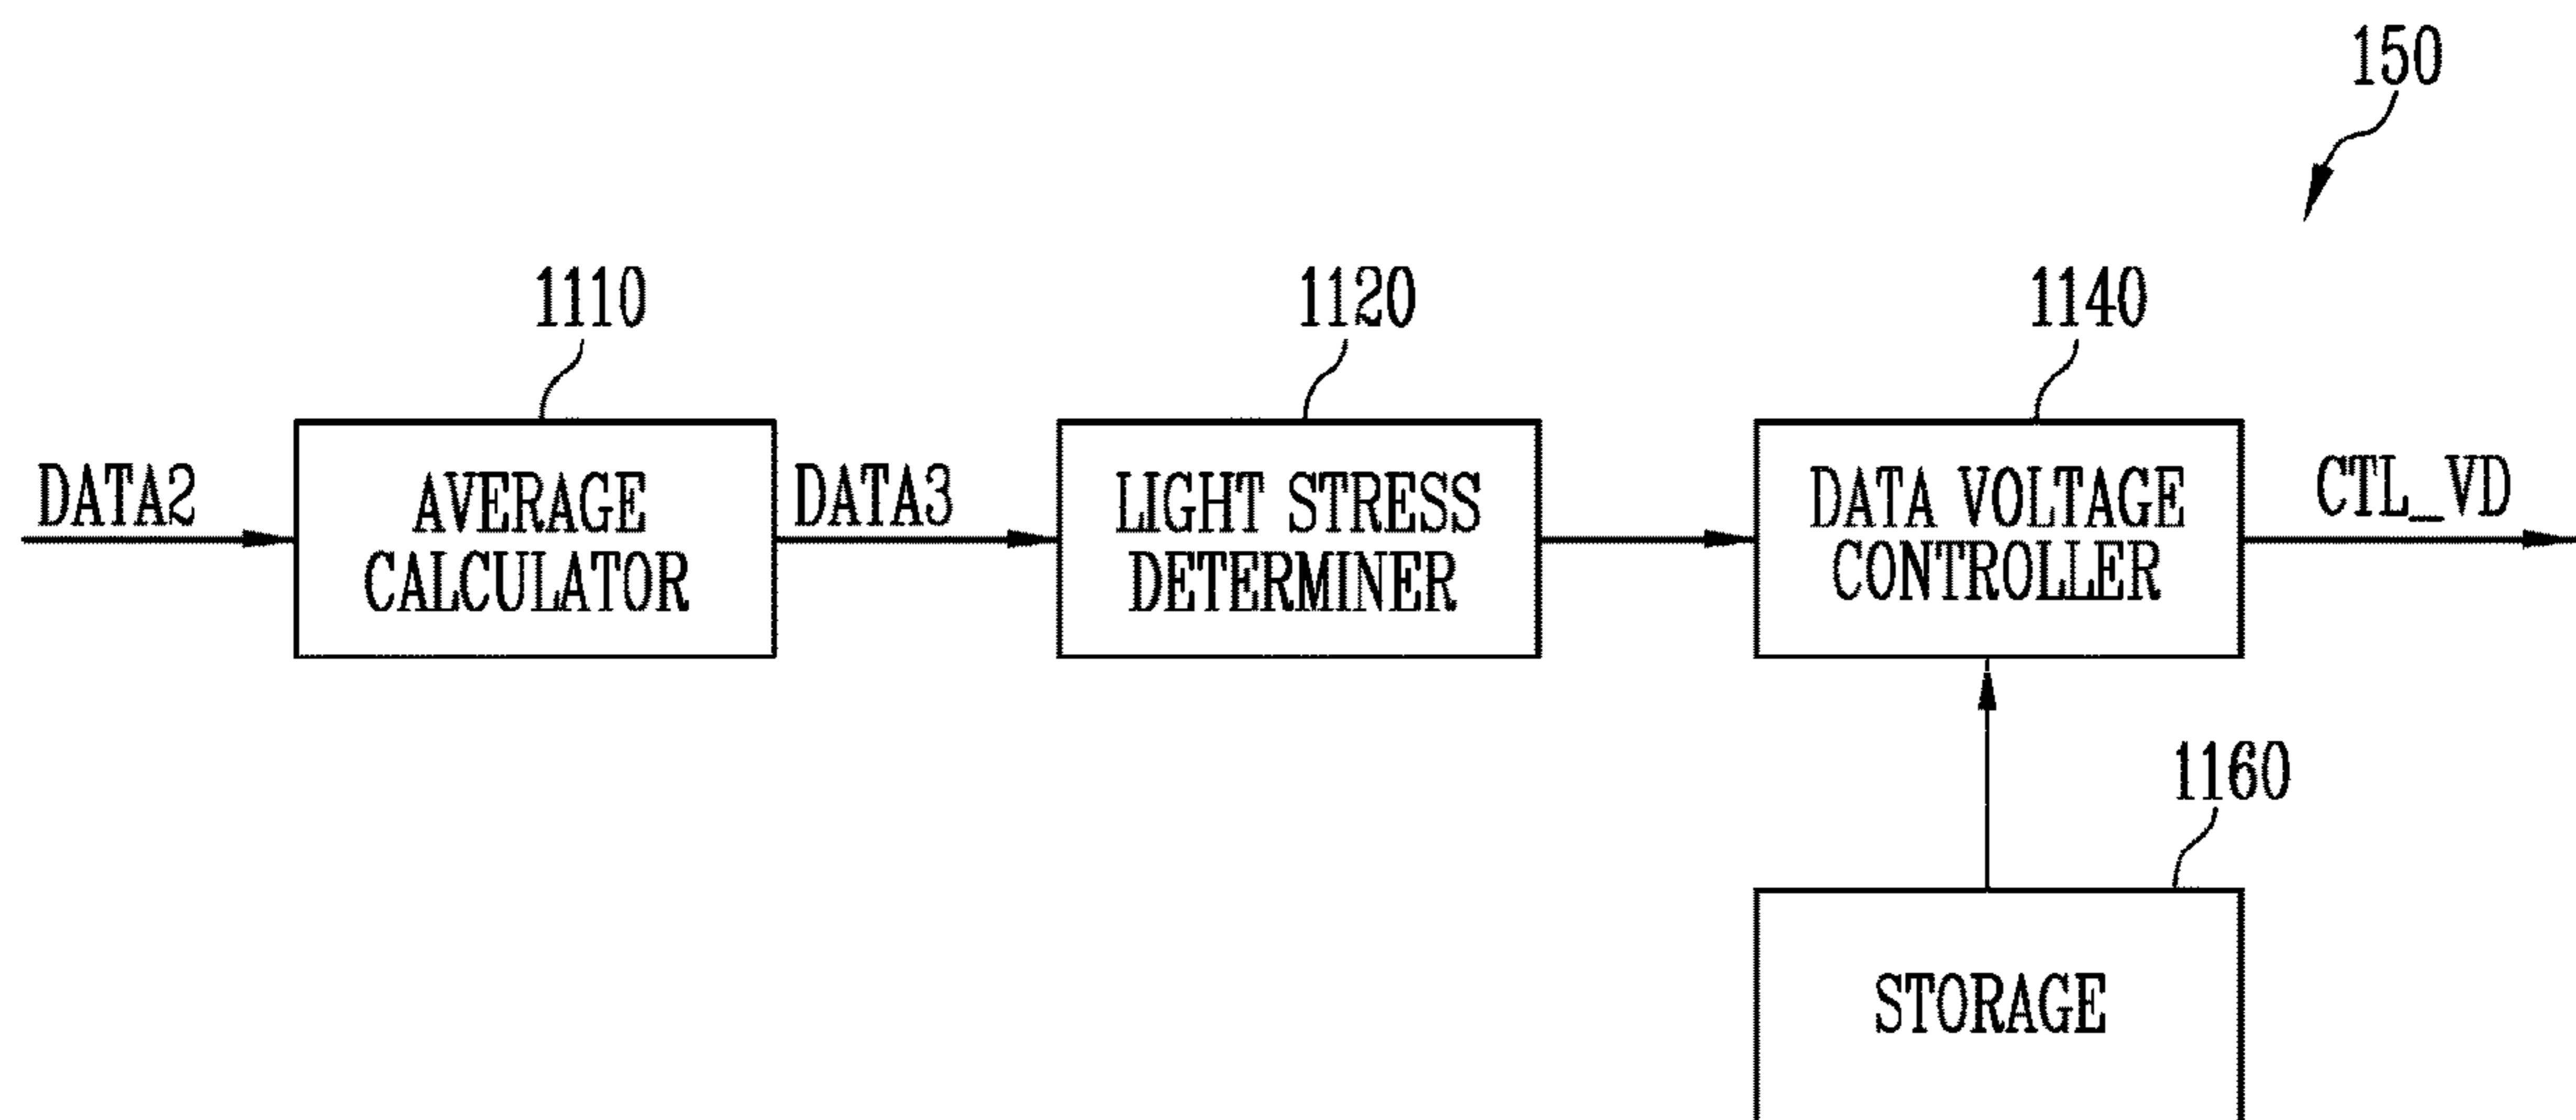 150
1110
1120
1140
DATA2
AVERAGE
CALCULATOR
DATA3
LIGHT STRESS
DETERMINER
DATA VOLTAGE
CONTROLLER
CTL_VD
1160
STORAGE